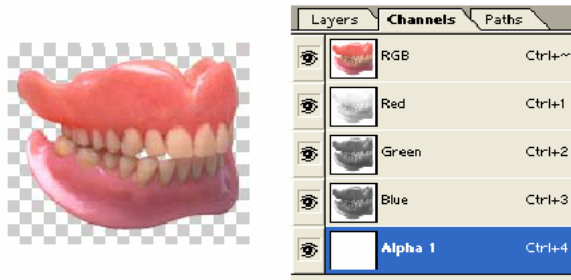 Layers Channels Paths
RGB Ctrl+~
Red Ctrl+1
Green Ctrl+2
Blue Ctrl+3
Alpha 1 Ctrl+4